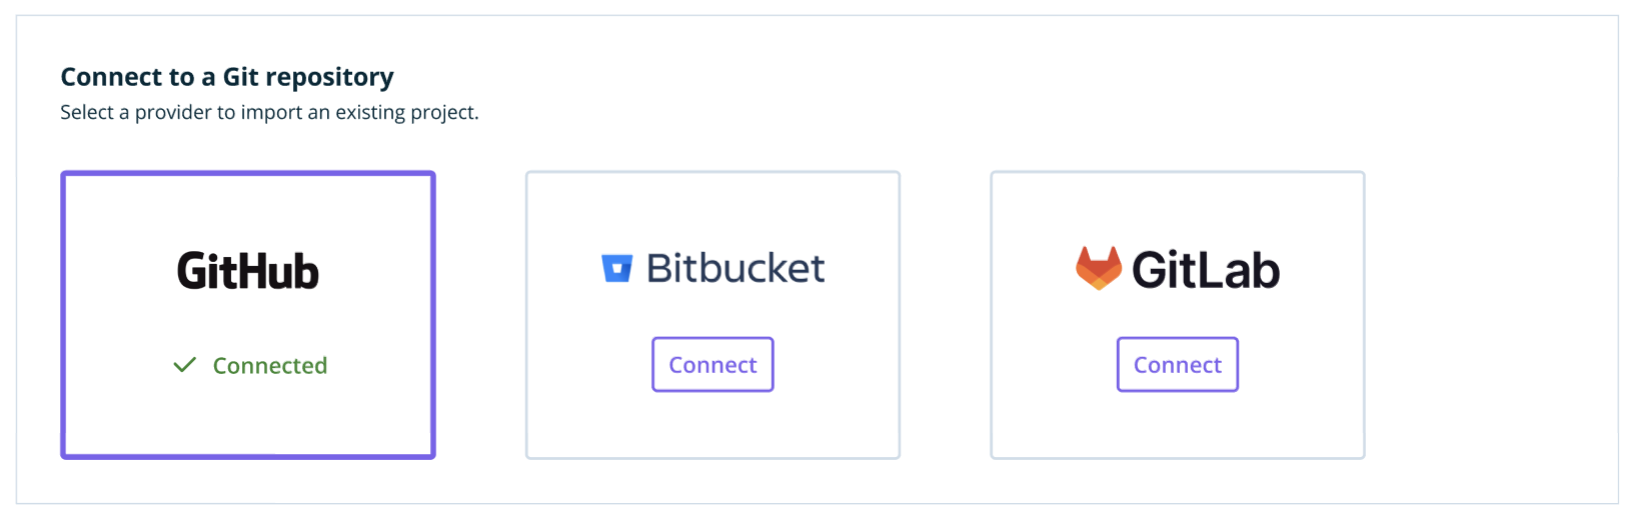 Connect to a Git repository
Select a provider to import an existing project.
GitHub
Connected
Bitbucket
Connect
GitLab
Connect